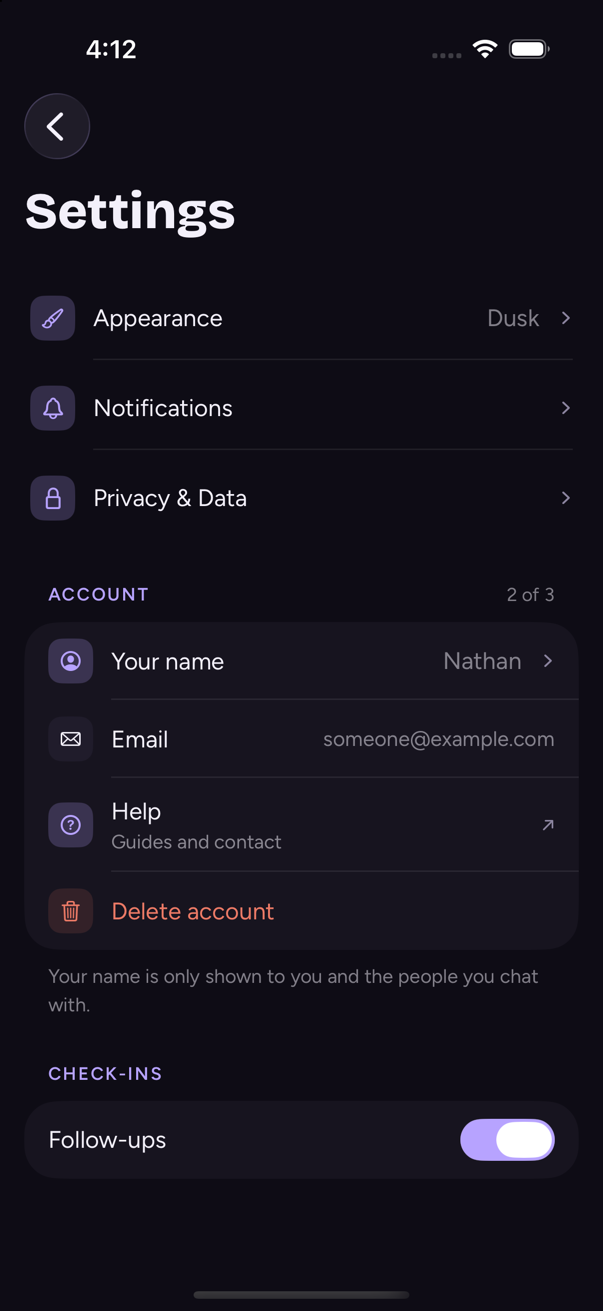 4:12
Settings
Appearance Dusk
Notifications
Privacy & Data
ACCOUNT 2 of 3
Your name Nathan
Email someone@example.com
Help
Guides and contact
Delete account
Your name is only shown to you and the people you chat
with.
CHECK-INS
Follow-ups